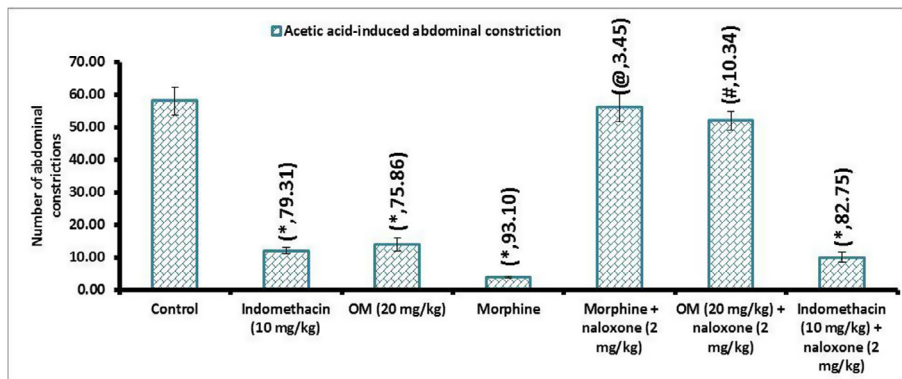 Acetic acid-induced abdominal constriction
Number of abdominal
constrictions
70.00
60.00
50.00
40.00
30.00
20.00
10.00
0.00
(*,79.31)
(*,75.86)
(*,93.10)
(@,3.45)
(#,10.34)
(*,82.75)
Control
Indomethacin
(10 mg/kg)
OM (20 mg/kg)
Morphine
Morphine +
naloxone (2
mg/kg)
OM (20 mg/kg) +
naloxone (2
mg/kg)
Indomethacin
(10 mg/kg) +
naloxone (2
mg/kg)